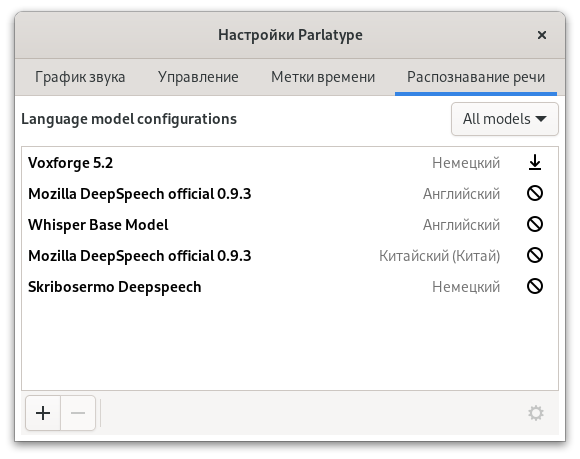 Настройки Parlatype
График звука Управление Метки времени Распознавание речи
Language model configurations All models
Voxforge 5.2 Немецкий
Mozilla DeepSpeech official 0.9.3 Английский
Whisper Base Model Английский
Mozilla DeepSpeech official 0.9.3 Китайский (Китай)
Skribosermo Deepspeech Немецкий